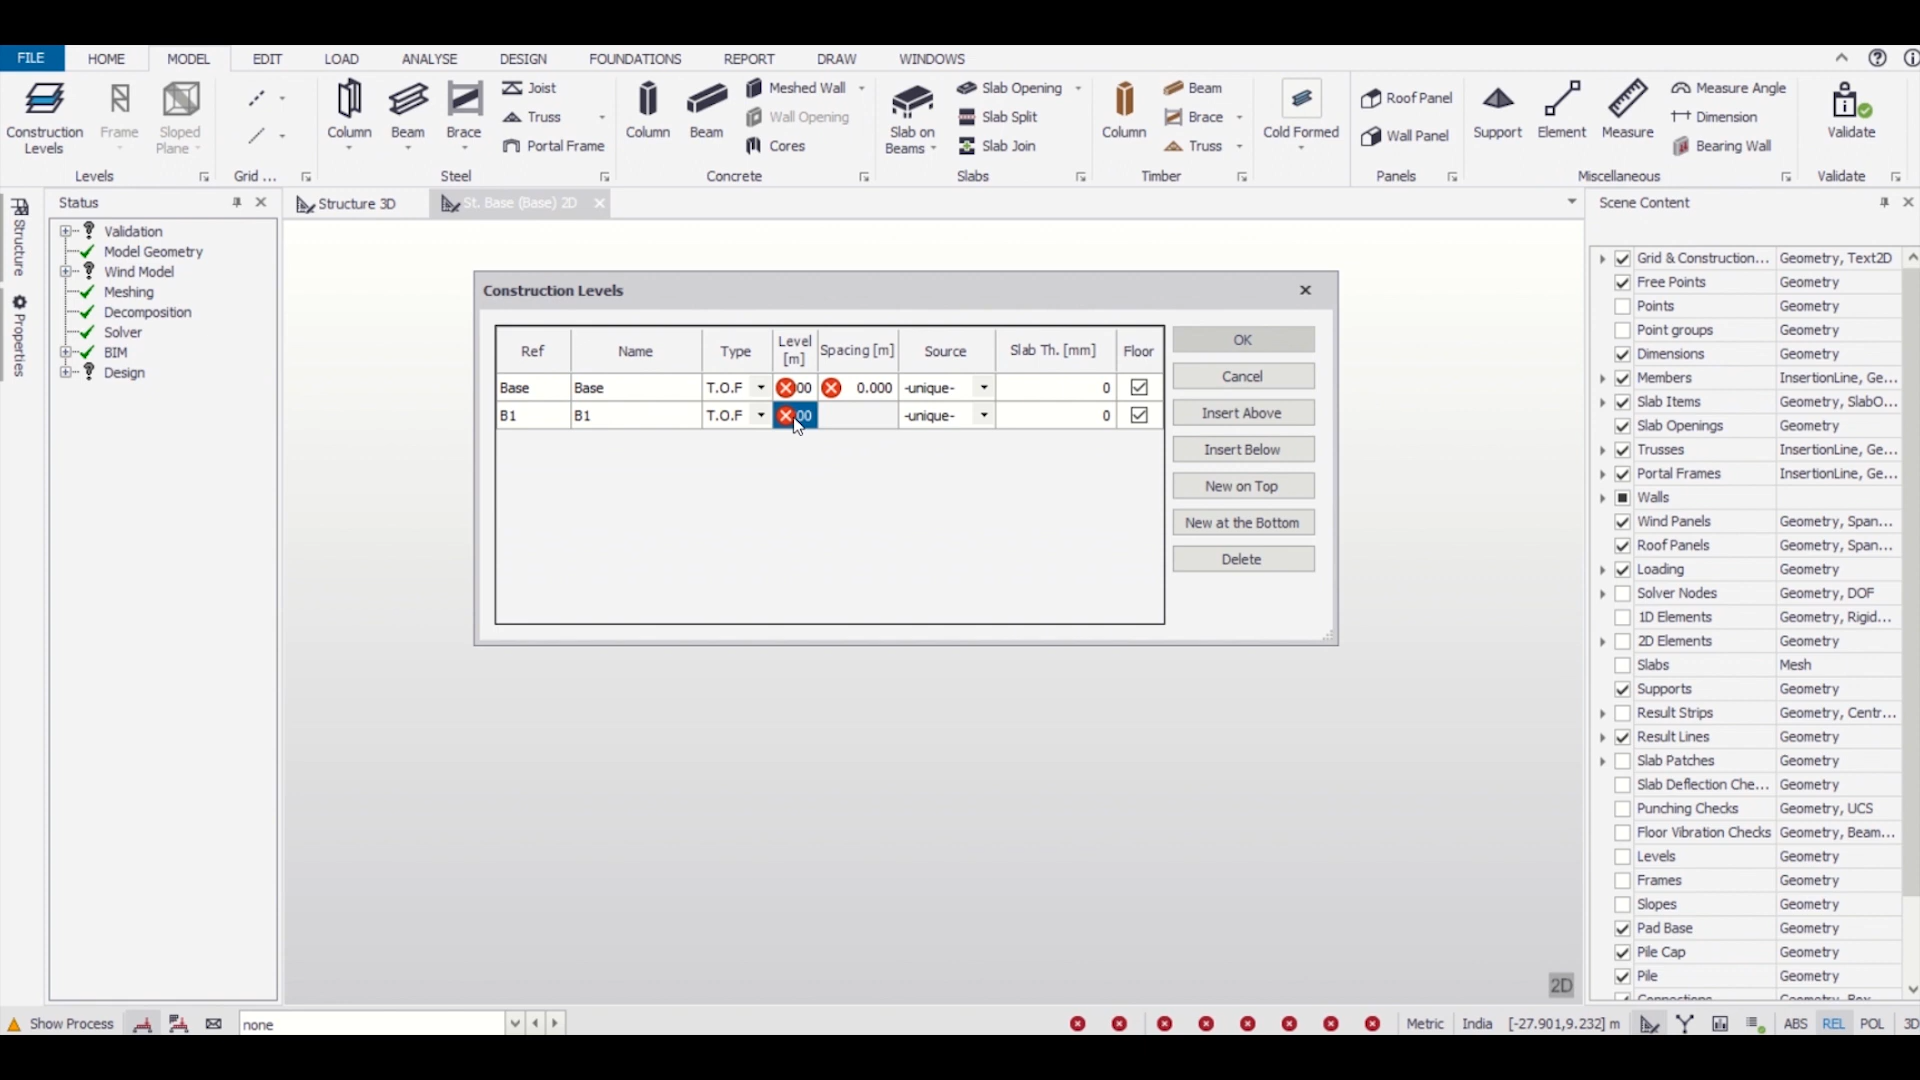 FILE HOME MODEL EDIT LOAD ANALYSE DESIGN FOUNDATIONS REPORT DRAW WINDOWS
Construction Levels
Frame
Sloped Plane
Levels
Grid ...
Column
Beam
Brace
Joist
Truss
Portal Frame
Steel
Column
Beam
Meshed Wall
Wall Opening
Cores
Concrete
Slab on Beams
Slab Opening
Slab Split
Slab Join
Slabs
Column
Beam
Brace
Truss
Timber
Cold Formed
Roof Panel
Wall Panel
Panels
Support
Element
Measure
Measure Angle
Dimension
Bearing Wall
Miscellaneous
Validate
Validate
Structure
Properties
Status
Validation
Model Geometry
Wind Model
Meshing
Decomposition
Solver
BIM
Design
Structure 3D
St. Base (Base) 2D
Construction Levels
Ref Name Type Level [m] Spacing [m] Source Slab Th. [mm] Floor
Base Base T.O.F 00 0.000 -unique- 0
B1 B1 T.O.F 00 -unique- 0
OK
Cancel
Insert Above
Insert Below
New on Top
New at the Bottom
Delete
2D
Scene Content
Grid & Construction... Geometry, Text2D
Free Points Geometry
Points Geometry
Point groups Geometry
Dimensions Geometry
Members InsertionLine, Ge...
Slab Items Geometry, SlabO...
Slab Openings Geometry
Trusses InsertionLine, Ge...
Portal Frames InsertionLine, Ge...
Walls
Wind Panels Geometry, Span...
Roof Panels Geometry, Span...
Loading Geometry
Solver Nodes Geometry, DOF
1D Elements Geometry, Rigid...
2D Elements Geometry
Slabs Mesh
Supports Geometry
Result Strips Geometry, Centr...
Result Lines Geometry
Slab Patches Geometry
Slab Deflection Che... Geometry
Punching Checks Geometry, UCS
Floor Vibration Checks Geometry, Beam...
Levels Geometry
Frames Geometry
Slopes Geometry
Pad Base Geometry
Pile Cap Geometry
Pile Geometry
Connections Geometry, Box
Show Process none Metric India [-27.901,9.232] m ABS REL POL 3D